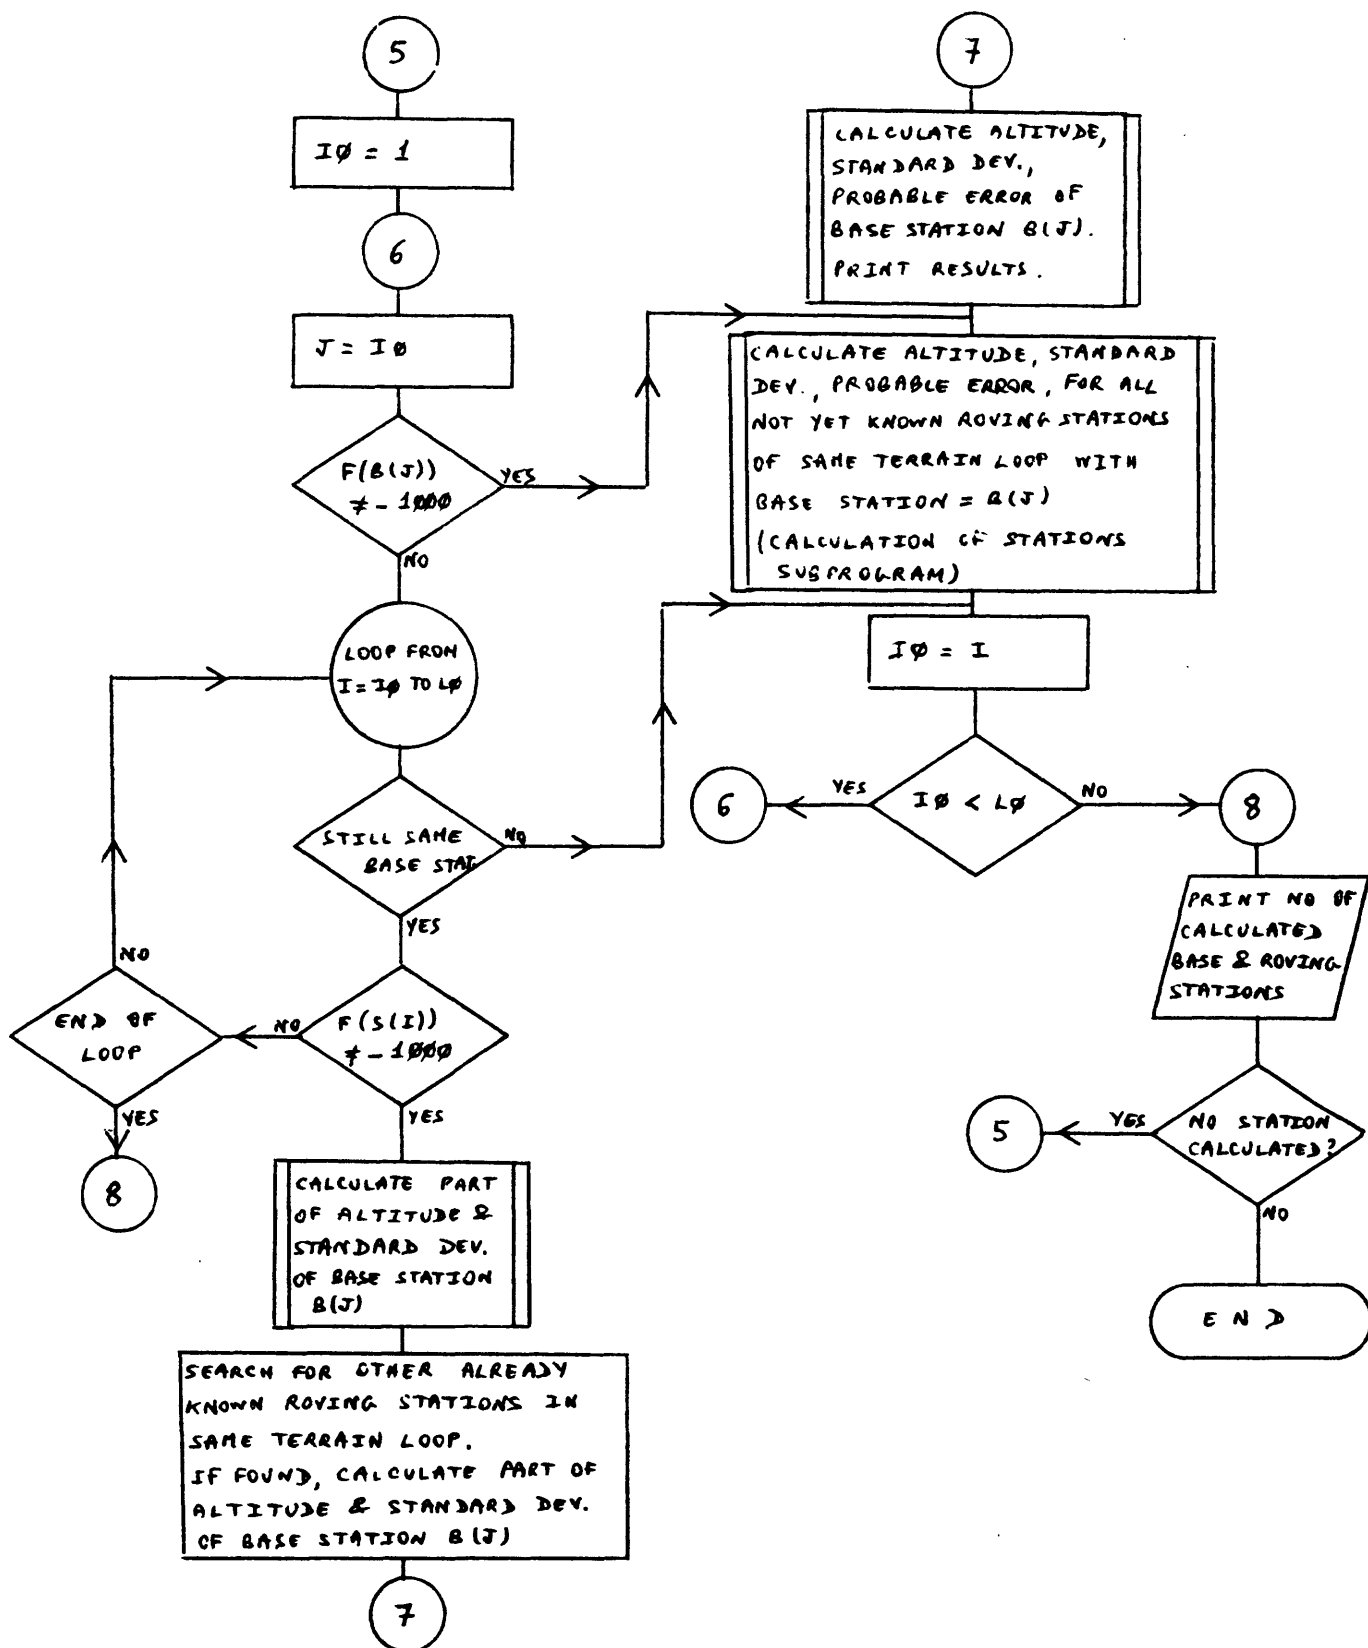 5
IØ = 1
6
J = IØ
F(B(J))
≠ - 1ØØØ
YES
NO
LOOP FROM
I = IØ TO LØ
STILL SAME
BASE STAT.
NO
YES
F(S(I))
≠ - 1ØØØ
NO
YES
END OF
LOOP
NO
YES
8
CALCULATE PART
OF ALTITUDE &
STANDARD DEV.
OF BASE STATION
B(J)
SEARCH FOR OTHER ALREADY
KNOWN ROVING STATIONS IN
SAME TERRAIN LOOP.
IF FOUND, CALCULATE PART OF
ALTITUDE & STANDARD DEV.
OF BASE STATION B(J)
7
7
CALCULATE ALTITUDE,
STANDARD DEV.,
PROBABLE ERROR OF
BASE STATION B(J).
PRINT RESULTS.
CALCULATE ALTITUDE, STANDARD
DEV., PROBABLE ERROR, FOR ALL
NOT YET KNOWN ROVING STATIONS
OF SAME TERRAIN LOOP WITH
BASE STATION = B(J)
(CALCULATION OF STATIONS
SUBPROGRAM)
IØ = I
IØ < LØ
YES
6
NO
8
PRINT NO OF
CALCULATED
BASE & ROVING
STATIONS
NO STATION
CALCULATED?
YES
5
NO
END